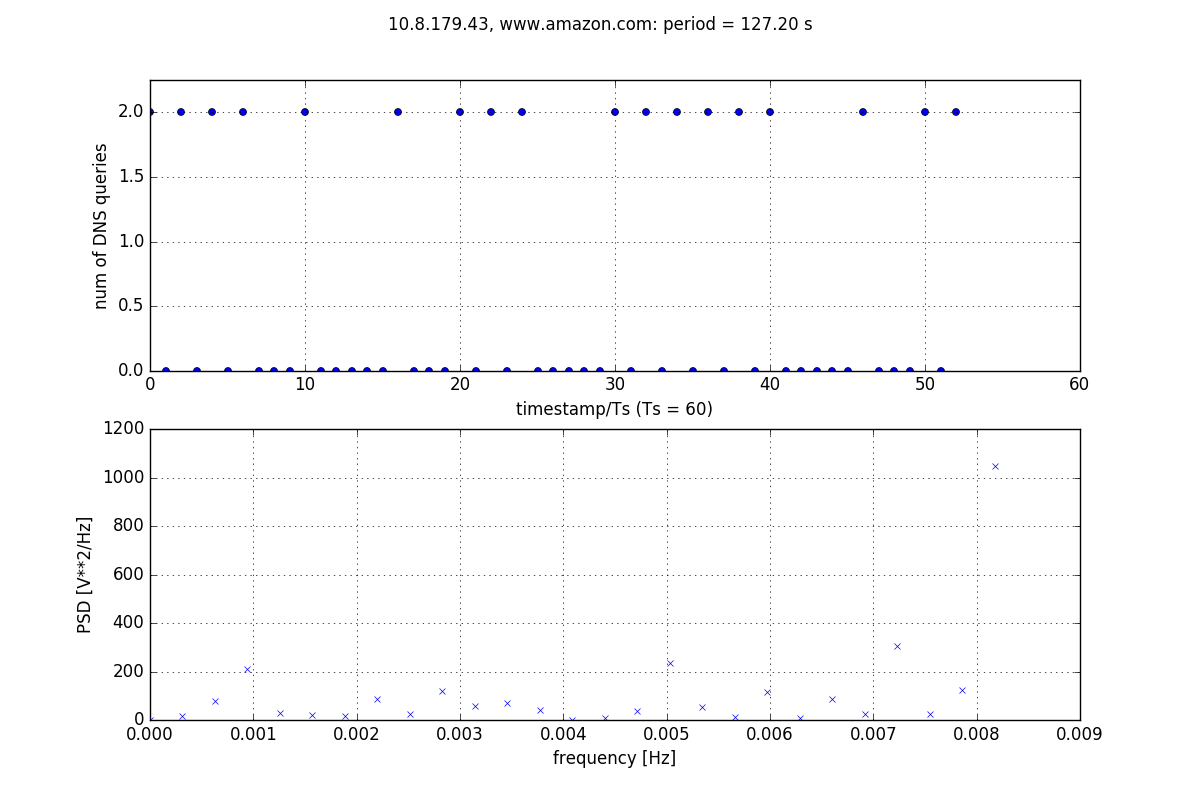 10.8.179.43, www.amazon.com: period = 127.20 s
2.0
1.5
1.0
0.5
0.0
num of DNS queries
0 10 20 30 40 50 60
timestamp/Ts (Ts = 60)
1200
1000
800
600
400
200
0
PSD [V**2/Hz]
0.000 0.001 0.002 0.003 0.004 0.005 0.006 0.007 0.008 0.009
frequency [Hz]